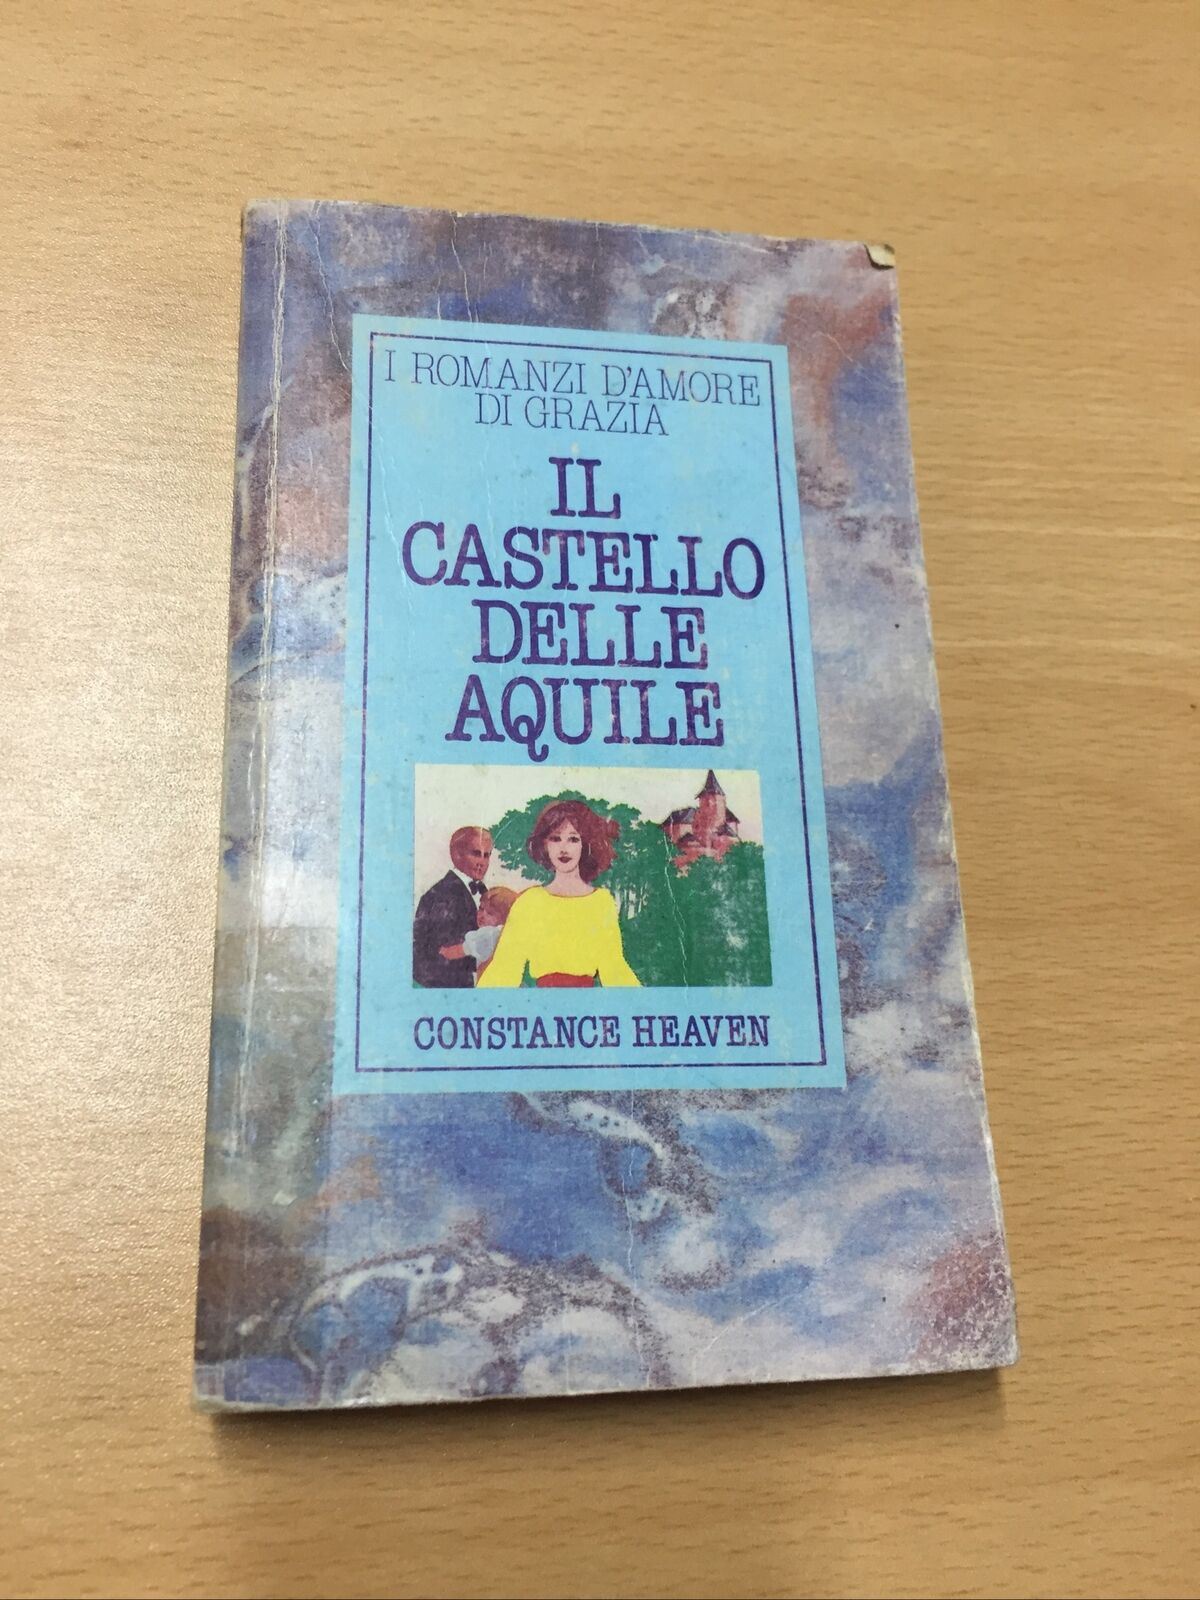 I ROMANZI D'AMORE
DI GRAZIA
IL
CASTELLO
DELLE
AQUILE
CONSTANCE HEAVEN